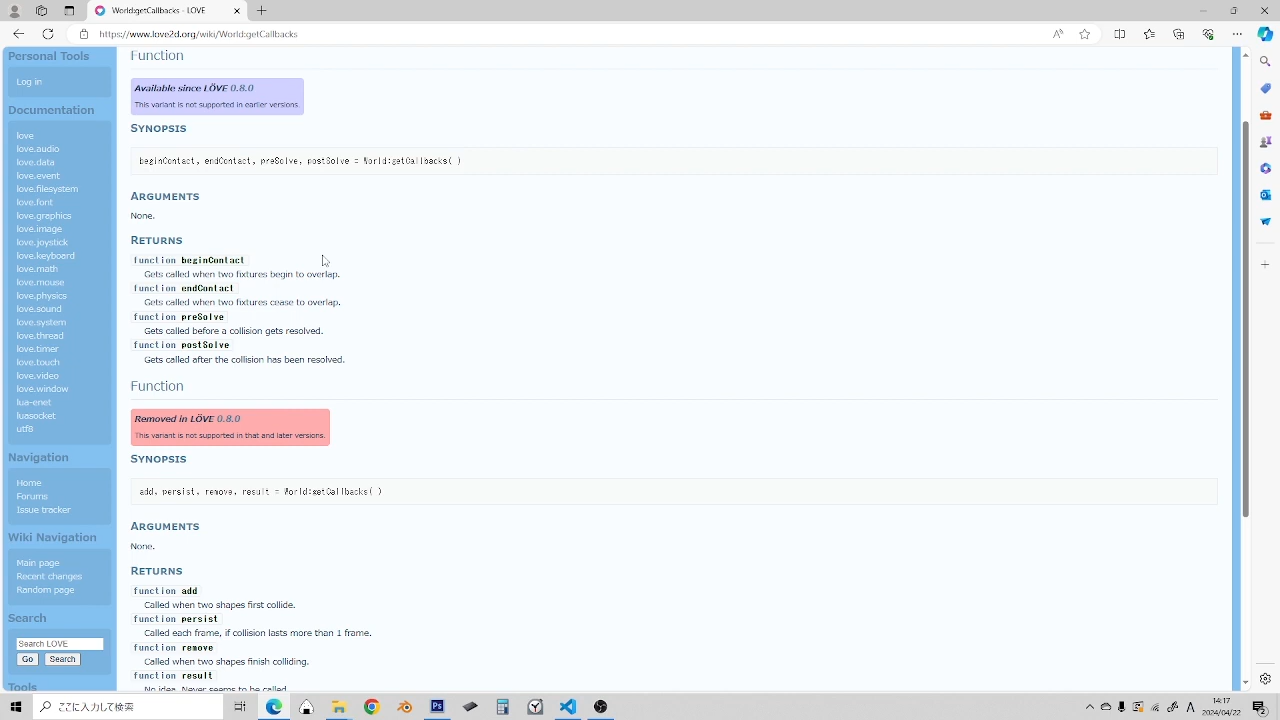 World:getCallbacks - LOVE
https://www.love2d.org/wiki/World:getCallbacks
Personal Tools
Log in
Documentation
love
love.audio
love.data
love.event
love.filesystem
love.font
love.graphics
love.image
love.joystick
love.keyboard
love.math
love.mouse
love.physics
love.sound
love.system
love.thread
love.timer
love.touch
love.video
love.window
lua-enet
luasocket
utf8
Navigation
Home
Forums
Issue tracker
Wiki Navigation
Main page
Recent changes
Random page
Search
Search LOVE
Go Search
Tools
Function
Available since LÖVE 0.8.0
This variant is not supported in earlier versions.
SYNOPSIS
beginContact, endContact, preSolve, postSolve = World:getCallbacks( )
ARGUMENTS
None.
RETURNS
function beginContact
Gets called when two fixtures begin to overlap.
function endContact
Gets called when two fixtures cease to overlap.
function preSolve
Gets called before a collision gets resolved.
function postSolve
Gets called after the collision has been resolved.
Function
Removed in LÖVE 0.8.0
This variant is not supported in that and later versions.
SYNOPSIS
add, persist, remove, result = World:getCallbacks( )
ARGUMENTS
None.
RETURNS
function add
Called when two shapes first collide.
function persist
Called each frame, if collision lasts more than 1 frame.
function remove
Called when two shapes finish colliding.
function result
No idea. Never seems to be called.
ここに入力して検索
A
14:17
2024/04/22